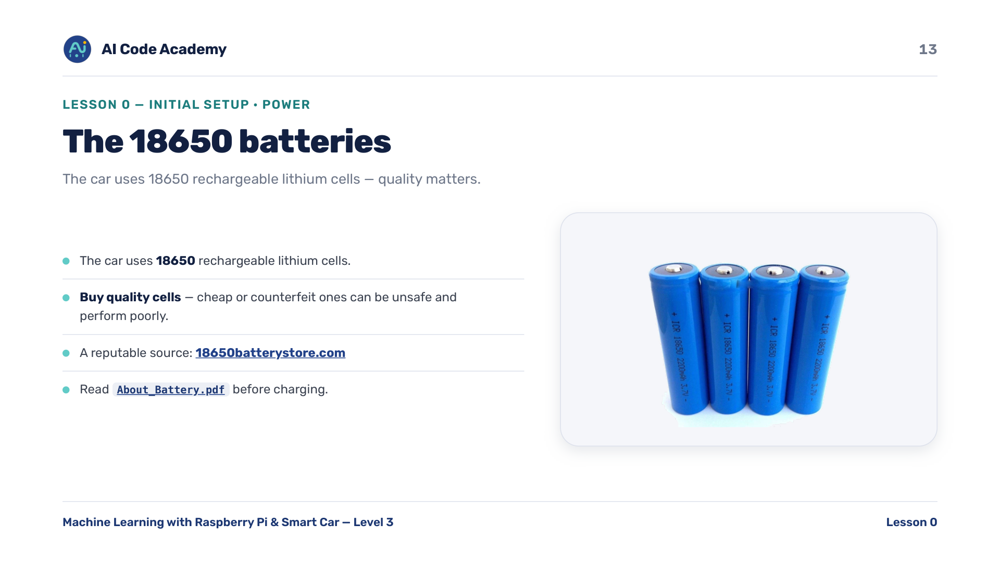 AI Code Academy
13
LESSON 0 — INITIAL SETUP · POWER
The 18650 batteries
The car uses 18650 rechargeable lithium cells — quality matters.
The car uses 18650 rechargeable lithium cells.
Buy quality cells — cheap or counterfeit ones can be unsafe and
perform poorly.
A reputable source: 18650batterystore.com
Read About_Battery.pdf before charging.
+ ICR 18650 2200mAh 3.7V -
+ ICR 18650 2200mAh 3.7V -
+ ICR 18650 2200mAh 3.7V -
+ ICR 18650 2200mAh 3.7V -
Machine Learning with Raspberry Pi & Smart Car — Level 3
Lesson 0